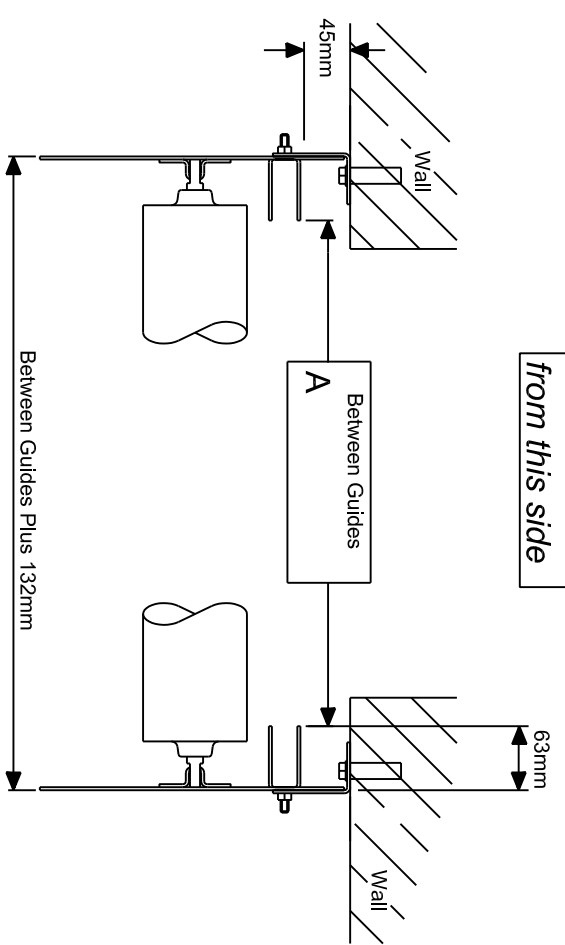 from this side
63mm
Wall
Wall
45mm
Between Guides
A
Between Guides Plus 132mm